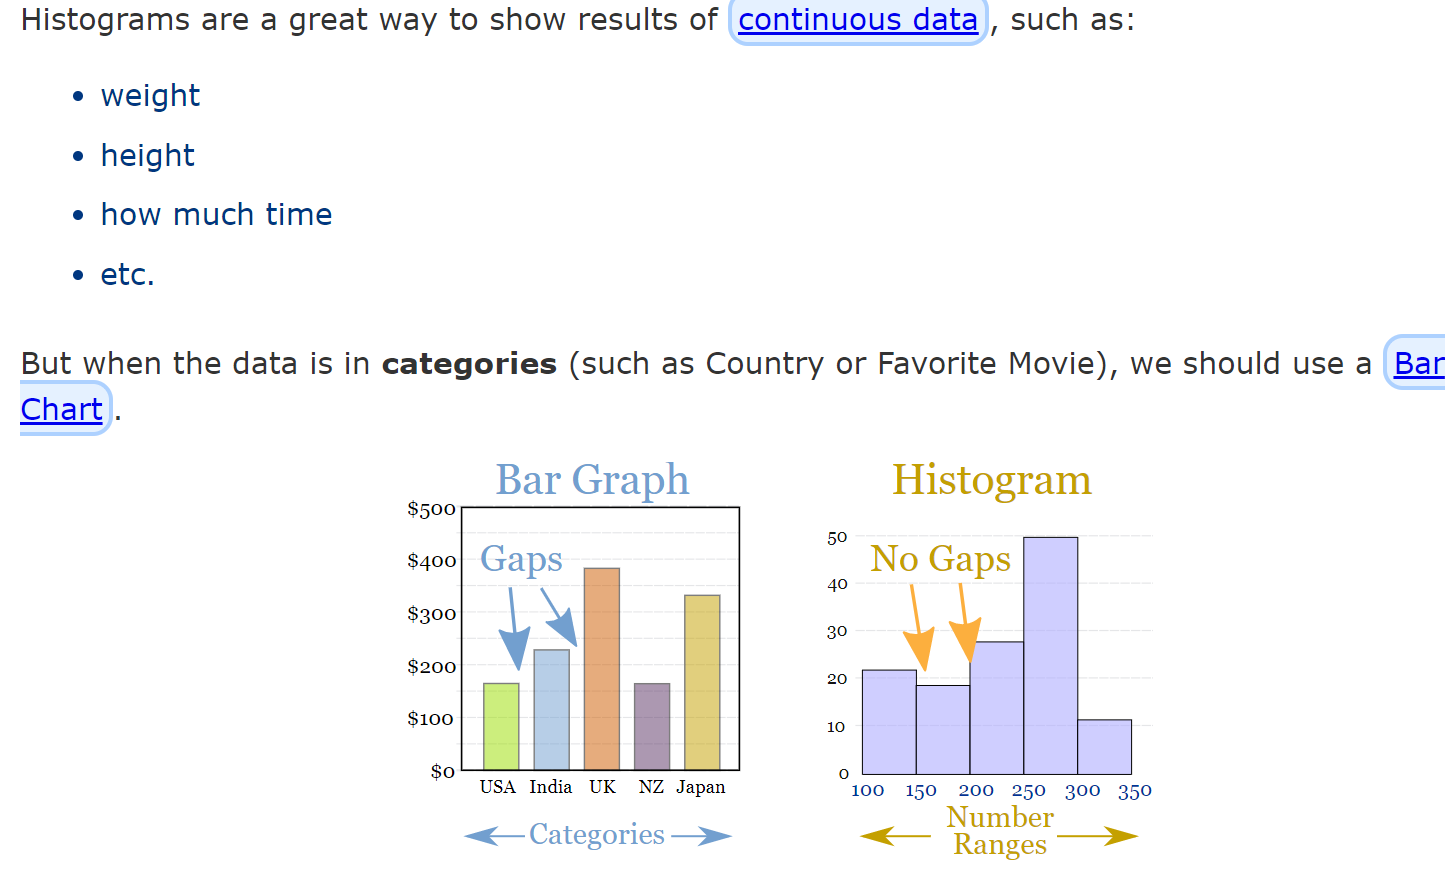 Histograms are a great way to show results of continuous data, such as:
• weight
• height
• how much time
• etc.
But when the data is in categories (such as Country or Favorite Movie), we should use a Bar
Chart.
Bar Graph
$500
$400
$300
$200
$100
$0
Gaps
USA India UK NZ Japan
Categories
Histogram
50
40
30
20
10
0
No Gaps
100 150 200 250 300 350
Number
Ranges